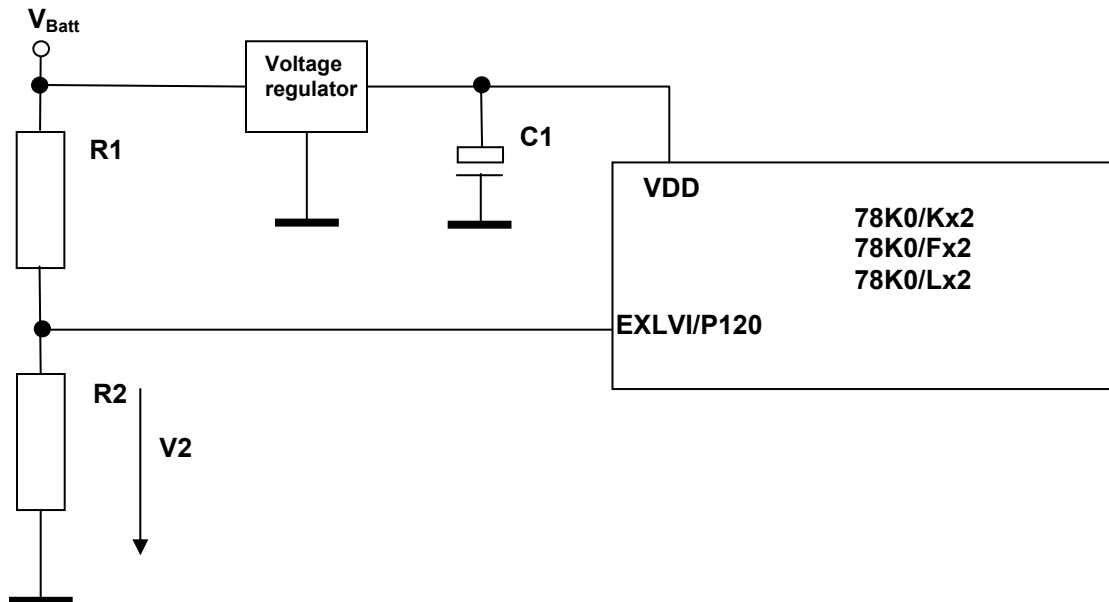 VBatt
Voltage
regulator
R1
C1
VDD
78K0/Kx2
78K0/Fx2
78K0/Lx2
EXLVI/P120
R2
V2